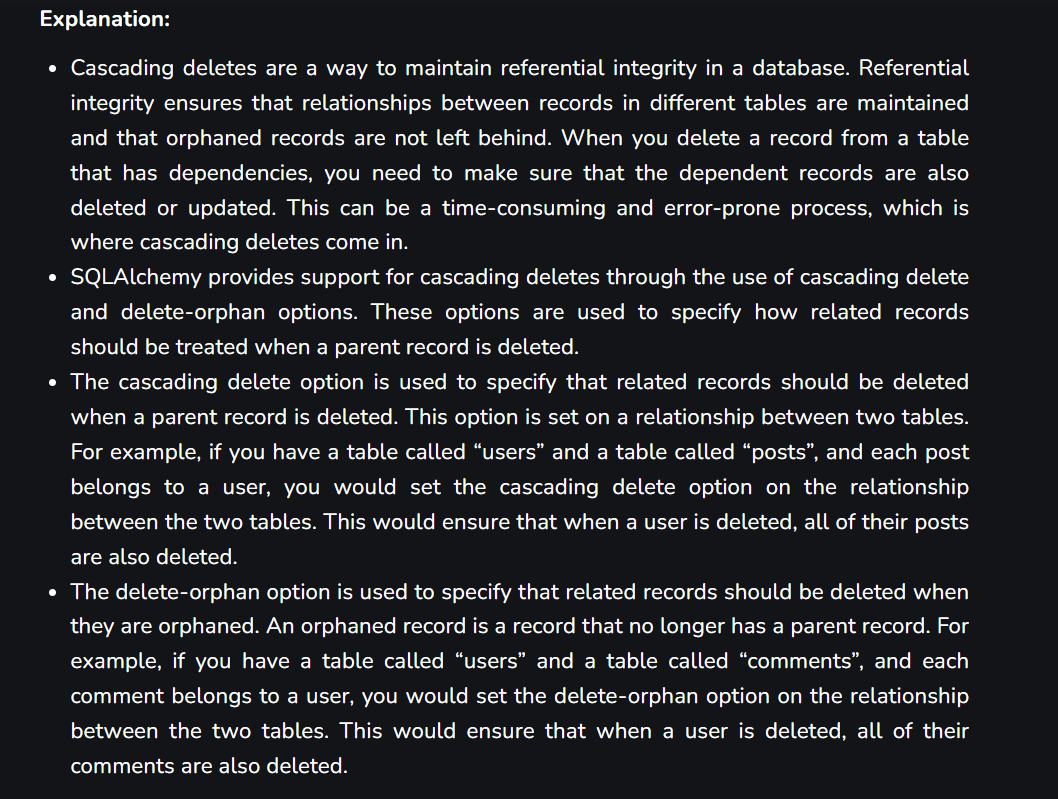 Explanation:
• Cascading deletes are a way to maintain referential integrity in a database. Referential
integrity ensures that relationships between records in different tables are maintained
and that orphaned records are not left behind. When you delete a record from a table
that has dependencies, you need to make sure that the dependent records are also
deleted or updated. This can be a time-consuming and error-prone process, which is
where cascading deletes come in.
• SQLAlchemy provides support for cascading deletes through the use of cascading delete
and delete-orphan options. These options are used to specify how related records
should be treated when a parent record is deleted.
• The cascading delete option is used to specify that related records should be deleted
when a parent record is deleted. This option is set on a relationship between two tables.
For example, if you have a table called “users” and a table called “posts”, and each post
belongs to a user, you would set the cascading delete option on the relationship
between the two tables. This would ensure that when a user is deleted, all of their posts
are also deleted.
• The delete-orphan option is used to specify that related records should be deleted when
they are orphaned. An orphaned record is a record that no longer has a parent record. For
example, if you have a table called “users” and a table called “comments”, and each
comment belongs to a user, you would set the delete-orphan option on the relationship
between the two tables. This would ensure that when a user is deleted, all of their
comments are also deleted.